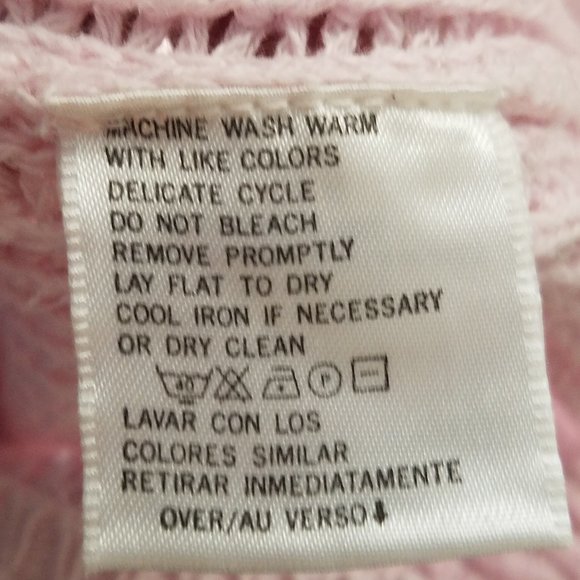 MACHINE WASH WARM
WITH LIKE COLORS
DELICATE CYCLE
DO NOT BLEACH
REMOVE PROMPTLY
LAY FLAT TO DRY
COOL IRON IF NECESSARY
OR DRY CLEAN
40 P
LAVAR CON LOS
COLORES SIMILAR
RETIRAR INMEDIATAMENTE
OVER/AU VERSO